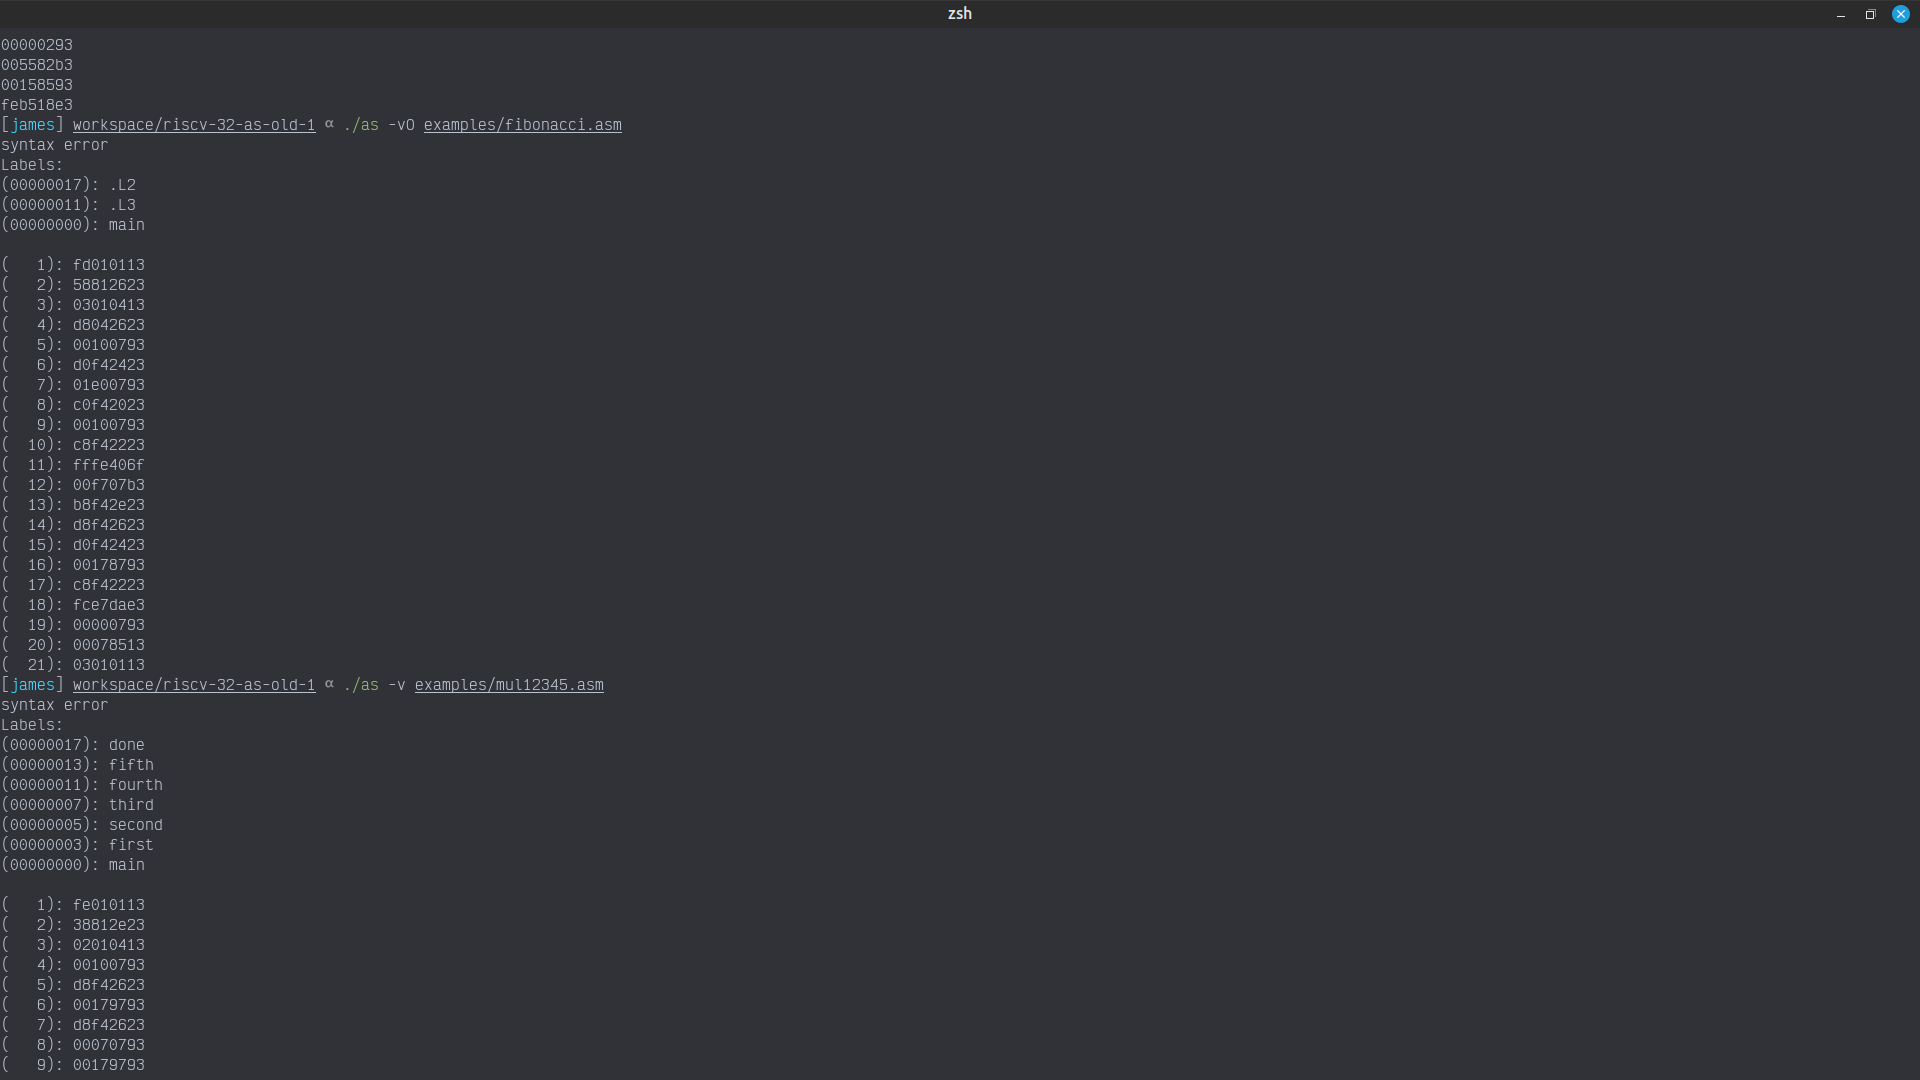 zsh
00000293
005582b3
00158593
feb518e3
[james] workspace/riscv-32-as-old-1 α ./as -vO examples/fibonacci.asm
syntax error
Labels:
(00000017): .L2
(00000011): .L3
(00000000): main
(   1): fd010113
(   2): 58812623
(   3): 03010413
(   4): d8042623
(   5): 00100793
(   6): d0f42423
(   7): 01e00793
(   8): c0f42023
(   9): 00100793
(  10): c8f42223
(  11): fffe406f
(  12): 00f707b3
(  13): b8f42e23
(  14): d8f42623
(  15): d0f42423
(  16): 00178793
(  17): c8f42223
(  18): fce7dae3
(  19): 00000793
(  20): 00078513
(  21): 03010113
[james] workspace/riscv-32-as-old-1 α ./as -v examples/mul12345.asm
syntax error
Labels:
(00000017): done
(00000013): fifth
(00000011): fourth
(00000007): third
(00000005): second
(00000003): first
(00000000): main
(   1): fe010113
(   2): 38812e23
(   3): 02010413
(   4): 00100793
(   5): d8f42623
(   6): 00179793
(   7): d8f42623
(   8): 00070793
(   9): 00179793